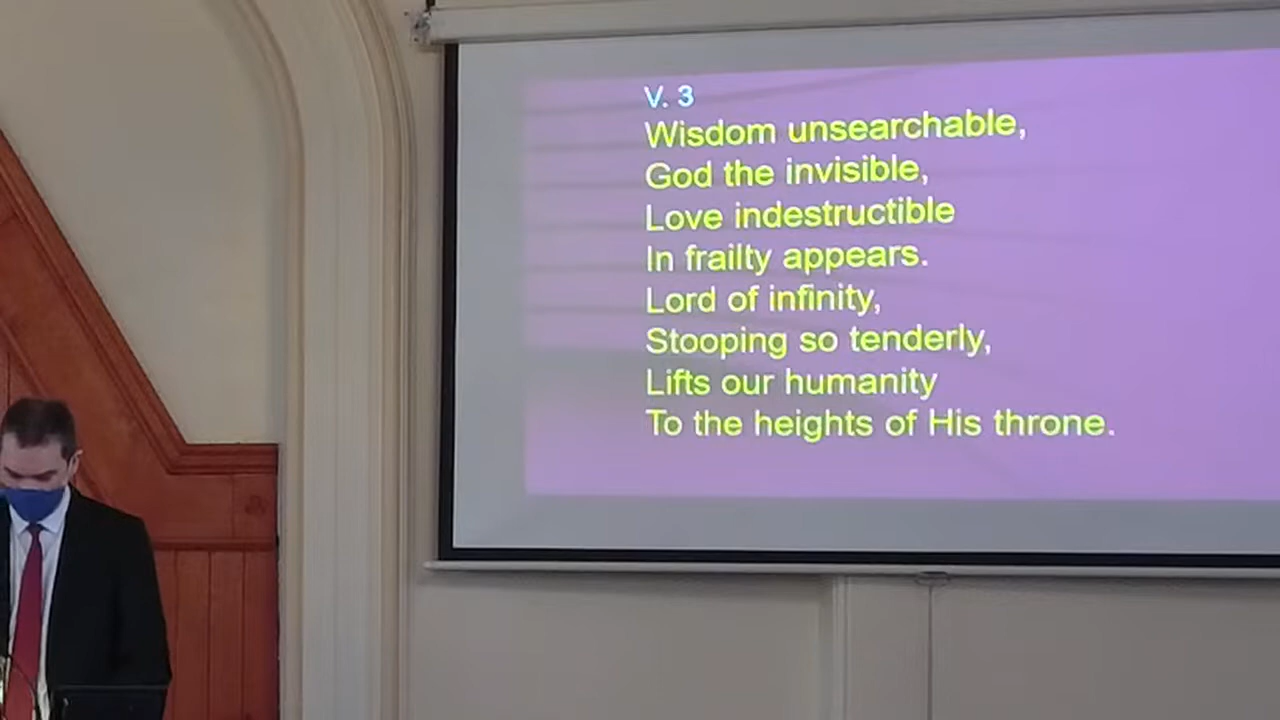 V. 3
Wisdom unsearchable,
God the invisible,
Love indestructible
In frailty appears.
Lord of infinity,
Stooping so tenderly,
Lifts our humanity
To the heights of His throne.